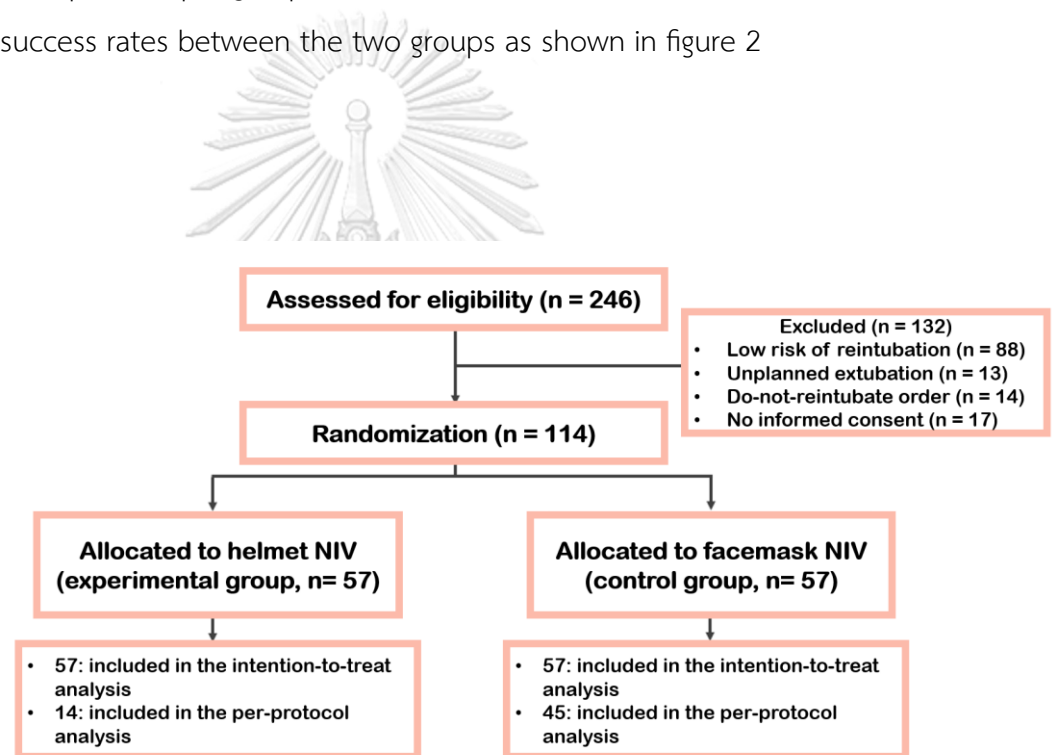 success rates between the two groups as shown in figure 2
Assessed for eligibility (n = 246)
Excluded (n = 132)
• Low risk of reintubation (n = 88)
• Unplanned extubation (n = 13)
• Do-not-reintubate order (n = 14)
• No informed consent (n = 17)
Randomization (n = 114)
Allocated to helmet NIV
(experimental group, n= 57)
Allocated to facemask NIV
(control group, n= 57)
• 57: included in the intention-to-treat
analysis
• 14: included in the per-protocol
analysis
• 57: included in the intention-to-treat
analysis
• 45: included in the per-protocol
analysis